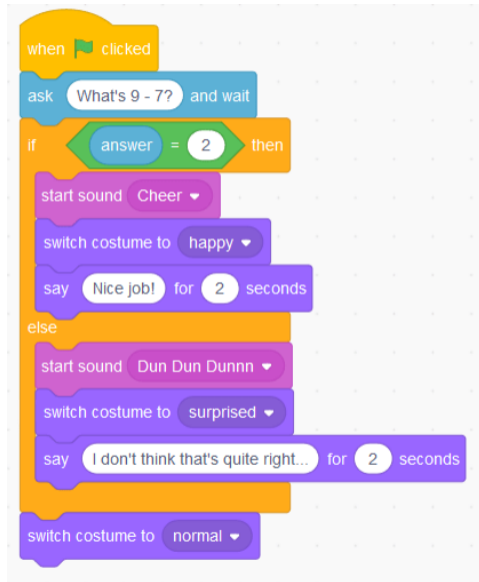 when clicked
ask What's 9 - 7? and wait
if answer = 2 then
start sound Cheer
switch costume to happy
say Nice job! for 2 seconds
else
start sound Dun Dun Dunnn
switch costume to surprised
say I don't think that's quite right... for 2 seconds
switch costume to normal